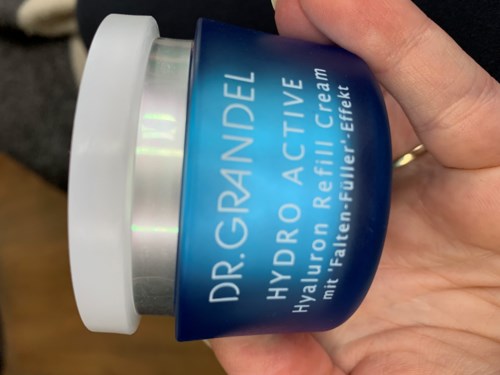 DR.GRANDEL
HYDRO ACTIVE
Hyaluron Refill Cream
mit 'Falten-Füller'-Effekt